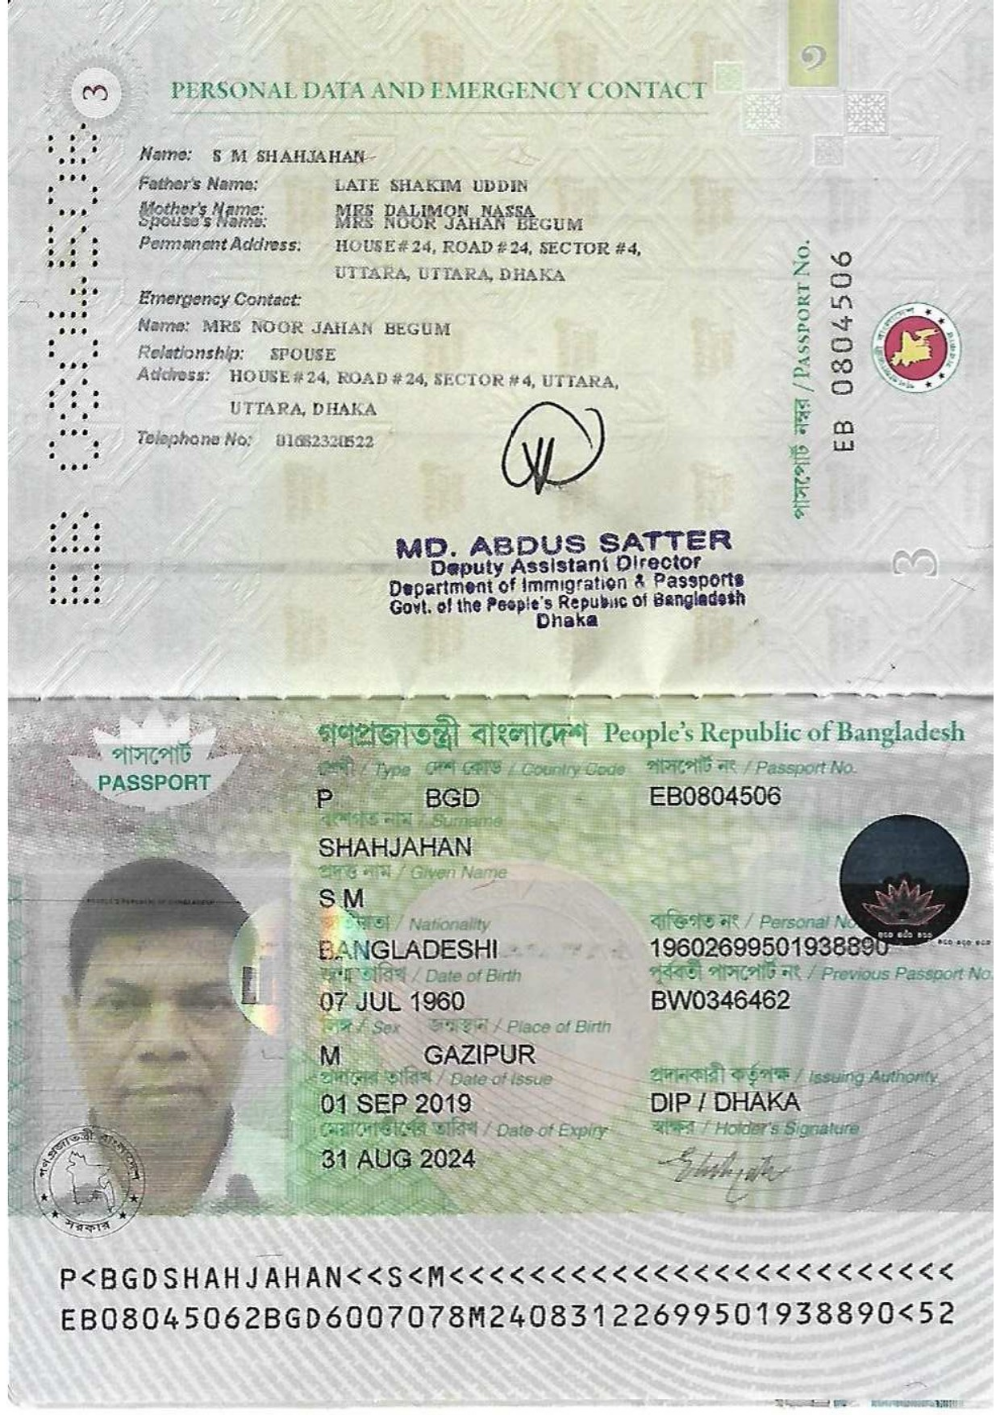 3
PERSONAL DATA AND EMERGENCY CONTACT
Name: S M SHAHJAHAN
Father's Name: LATE SHAKIM UDDIN
Mother's Name: MRS DALIMON NASSA
Spouse's Name: MRS NOOR JAHAN BEGUM
Permanent Address: HOUSE#24, ROAD#24, SECTOR #4,
UTTARA, UTTARA, DHAKA
Emergency Contact:
Name: MRS NOOR JAHAN BEGUM
Relationship: SPOUSE
Address: HOUSE#24, ROAD#24, SECTOR#4, UTTARA,
UTTARA, DHAKA
Telephone No: 01682320522
পাসপোর্ট নম্বর / PASSPORT No.
EB 0804506
EB 0804506
3
MD. ABDUS SATTER
Deputy Assistant Director
Department of Immigration & Passports
Govt. of the People's Republic of Bangladesh
Dhaka
পাসপোর্ট
PASSPORT
গণপ্রজাতন্ত্রী বাংলাদেশ People's Republic of Bangladesh
শ্রেণী / Type দেশ কোড / Country Code পাসপোর্ট নং / Passport No.
P BGD EB0804506
বংশগত নাম / Surname
SHAHJAHAN
প্রদত্ত নাম / Given Name
S M
জাতীয়তা / Nationality ব্যক্তিগত নং / Personal No
BANGLADESHI 19602699501938890
জন্ম তারিখ / Date of Birth পূর্ববর্তী পাসপোর্ট নং / Previous Passport No.
07 JUL 1960 BW0346462
লিঙ্গ / Sex জন্মস্থান / Place of Birth
M GAZIPUR
প্রদানের তারিখ / Date of Issue প্রদানকারী কর্তৃপক্ষ / Issuing Authority
01 SEP 2019 DIP / DHAKA
মেয়াদোত্তীর্ণের তারিখ / Date of Expiry স্বাক্ষর / Holder's Signature
31 AUG 2024
গণপ্রজাতন্ত্রী বাংলাদেশ
সরকার
P<BGDSHAHJAHAN<<S<M<<<<<<<<<<<<<<<<<<<<<<<<<
EB08045062BGD6007078M24083122699501938890<52